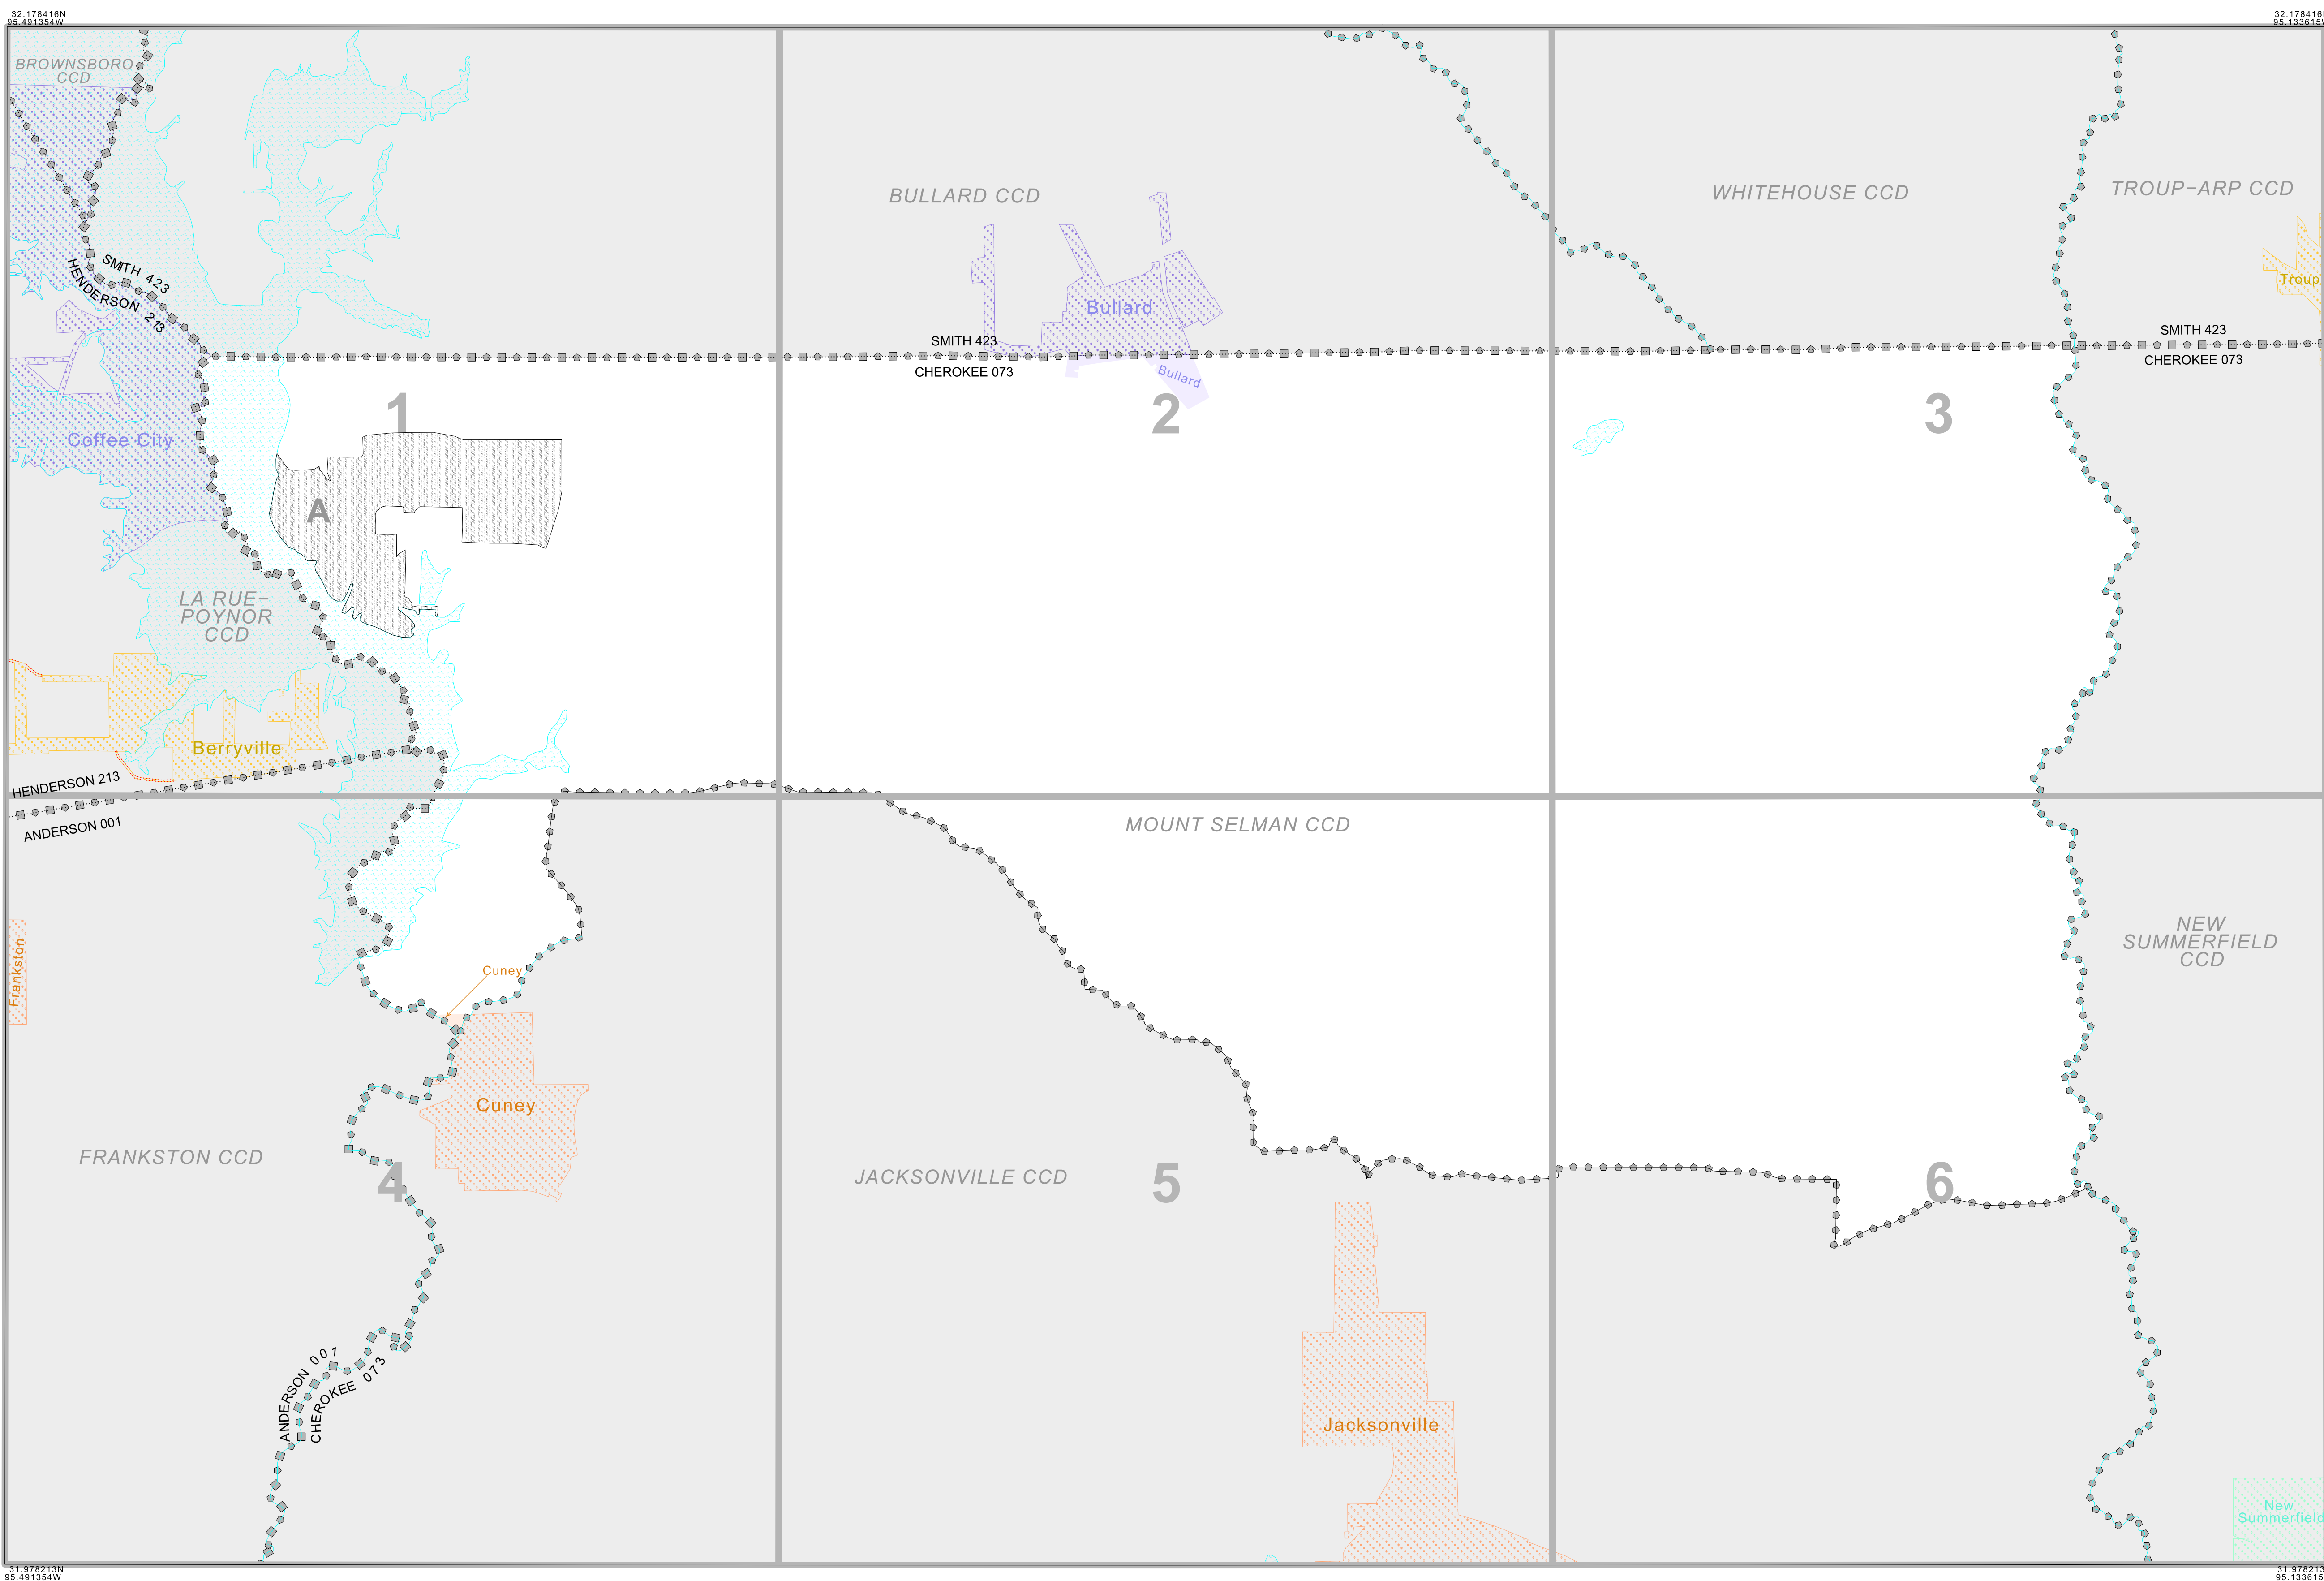 32.178416N
95.491354W
32.178416N
95.133615W
BROWNSBORO
CCD
BULLARD CCD
WHITEHOUSE CCD
TROUP-ARP CCD
SMITH 423
HENDERSON 213
Bullard
Troup
SMITH 423
CHEROKEE 073
SMITH 423
CHEROKEE 073
Bullard
1
2
3
Coffee City
A
LA RUE-
POYNOR
CCD
Berryville
HENDERSON 213
ANDERSON 001
MOUNT SELMAN CCD
NEW
SUMMERFIELD
CCD
Frankston
Cuney
Cuney
FRANKSTON CCD
JACKSONVILLE CCD
4
5
6
ANDERSON 001
CHEROKEE 073
Jacksonville
New
Summerfield
31.978213N
95.491354W
31.978213
95.133615